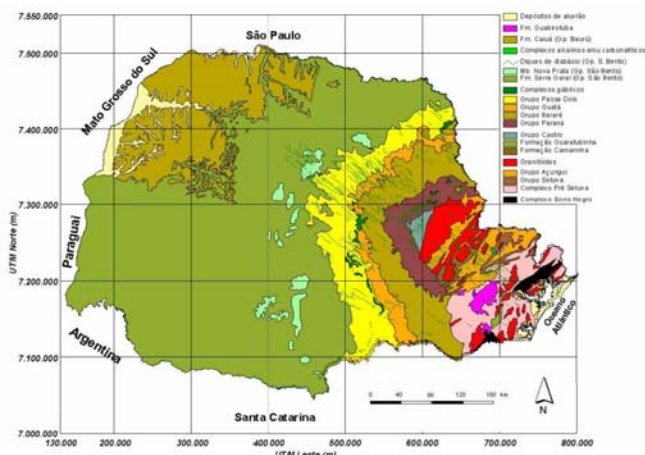 7.550.000
São Paulo
Mato Grosso do Sul
7.500.000
7.400.000
UTM Norte (m)
7.300.000
Paraguai
7.200.000
Argentina
7.100.000
Oceano
Atlântico
Santa Catarina
7.000.000
130.000 200.000 300.000 400.000 500.000 600.000 700.000 800.000
UTM Leste (m)
0 40 80 120 160 km
N
Depósitos de aluvião
Fm. Guabirotuba
Fm. Caiuá (Gp. Baurú)
Complexos alcalinos e/ou carbonatitos
Diques de diabásio (Gp. S. Bento)
Mb. Nova Prata (Gp. São Bento)
Fm. Serra Geral (Gp. São Bento)
Complexos gábricos
Grupo Passa Dois
Grupo Guatá
Grupo Itararé
Grupo Paraná
Grupo Castro
Formação Guaratubinha
Formação Camarinha
Granitóides
Grupo Açungui
Grupo Setuva
Complexo Pré Setuva
Complexo Serra Negra